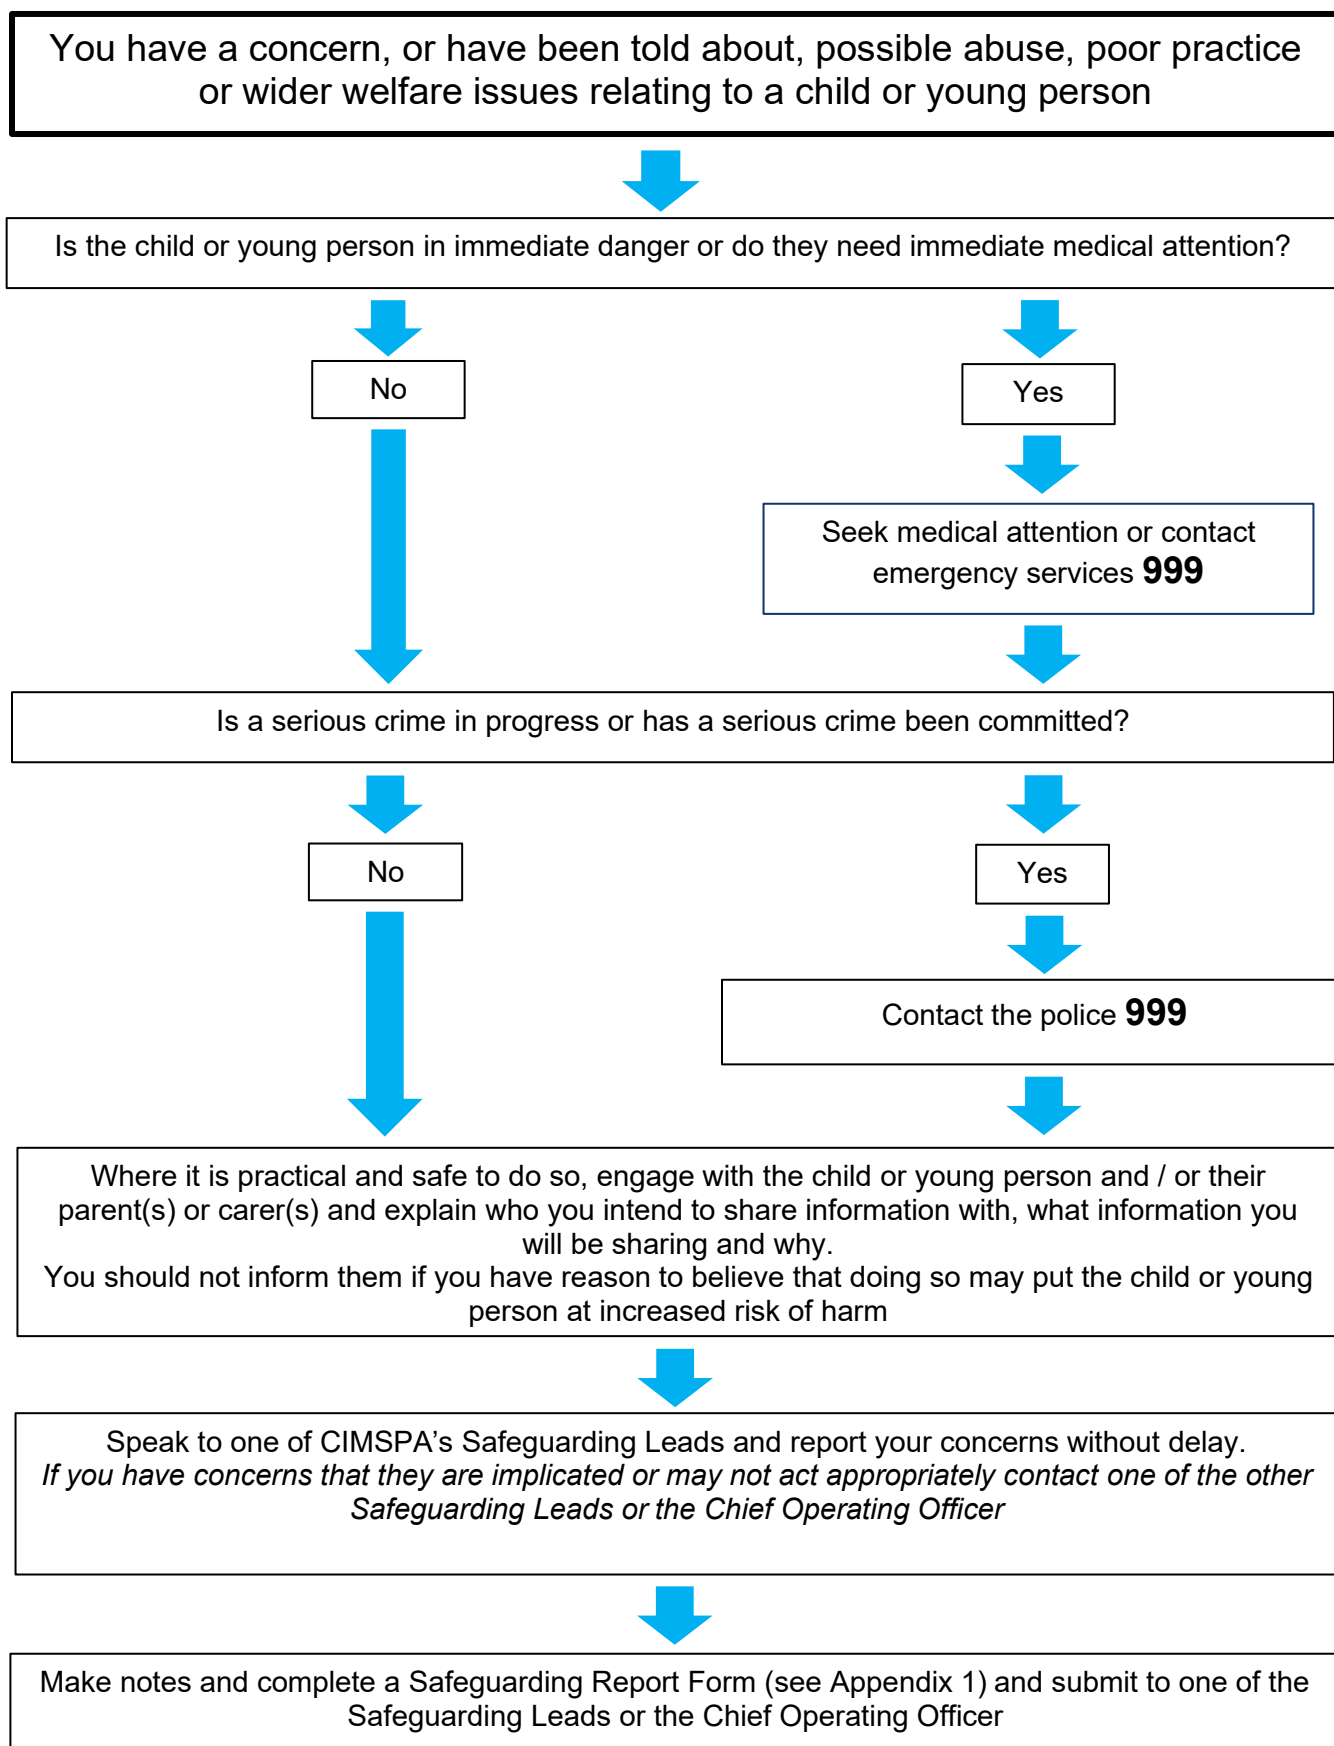 You have a concern, or have been told about, possible abuse, poor practice
or wider welfare issues relating to a child or young person
Is the child or young person in immediate danger or do they need immediate medical attention?
No
Yes
Seek medical attention or contact
emergency services 999
Is a serious crime in progress or has a serious crime been committed?
No
Yes
Contact the police 999
Where it is practical and safe to do so, engage with the child or young person and / or their
parent(s) or carer(s) and explain who you intend to share information with, what information you
will be sharing and why.
You should not inform them if you have reason to believe that doing so may put the child or young
person at increased risk of harm
Speak to one of CIMSPA's Safeguarding Leads and report your concerns without delay.
If you have concerns that they are implicated or may not act appropriately contact one of the other
Safeguarding Leads or the Chief Operating Officer
Make notes and complete a Safeguarding Report Form (see Appendix 1) and submit to one of the
Safeguarding Leads or the Chief Operating Officer